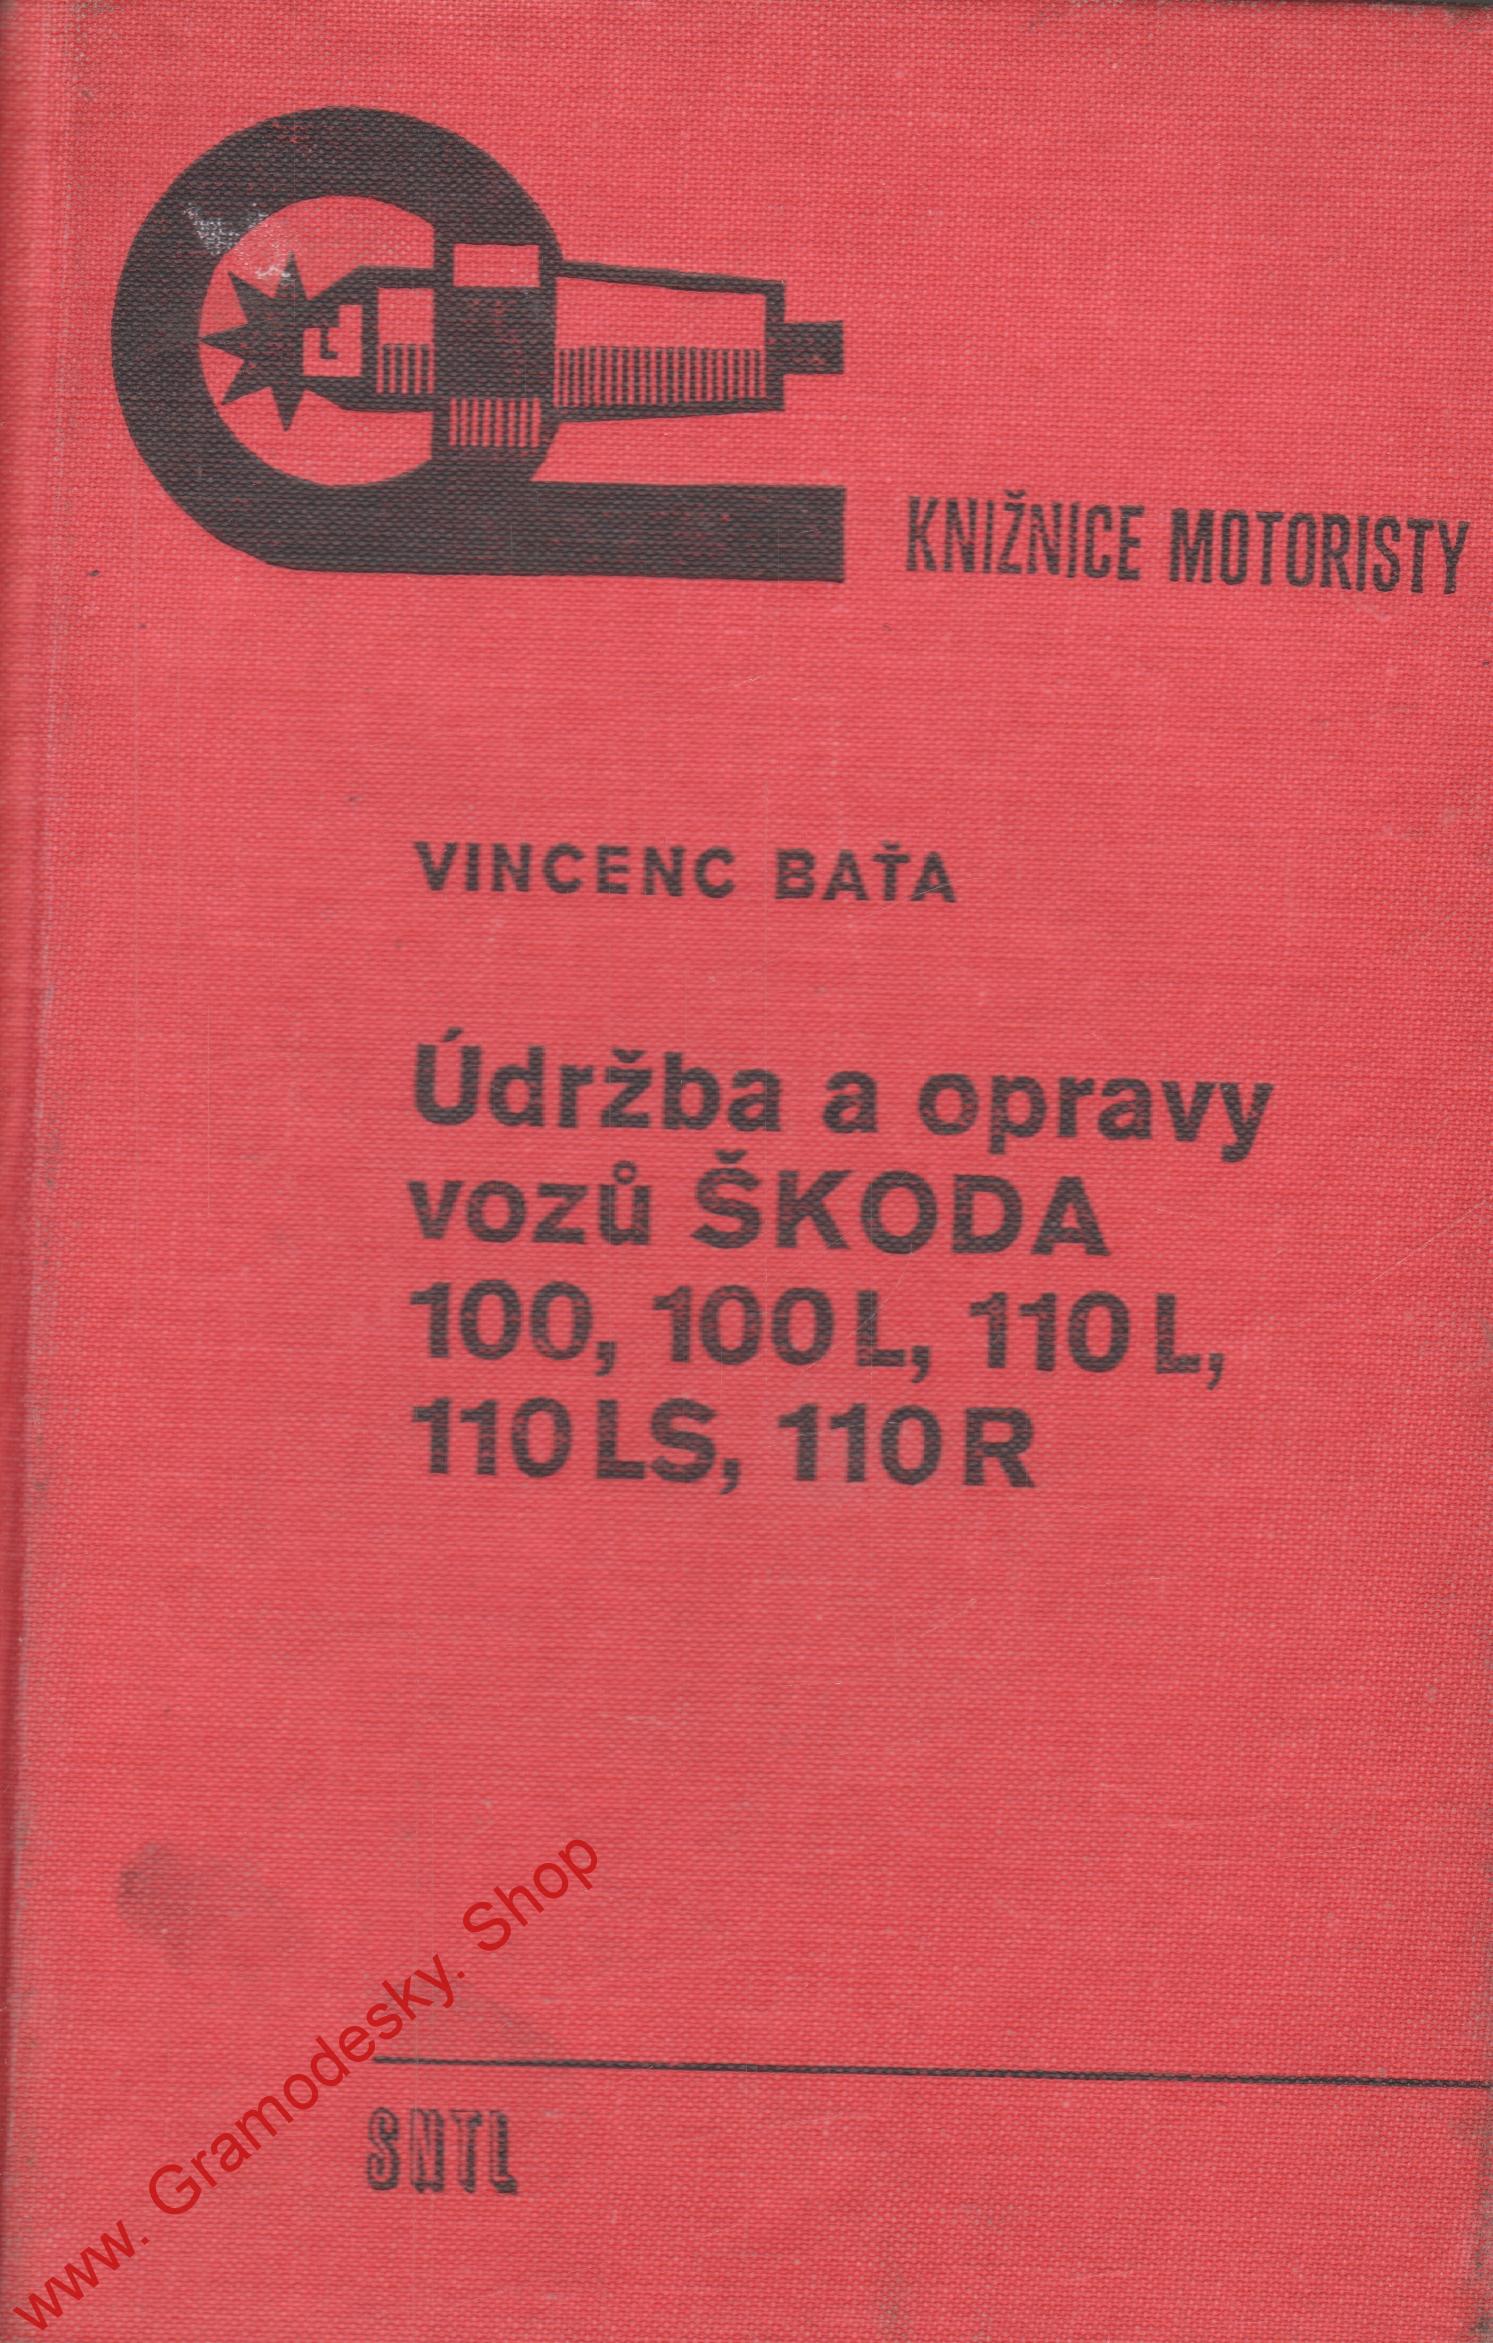 KNIŽNICE MOTORISTY
VINCENC BAŤA
Údržba a opravy
vozů ŠKODA
100, 100 L, 110 L,
110 LS, 110 R
SNTL
www. Gramodesky. Shop